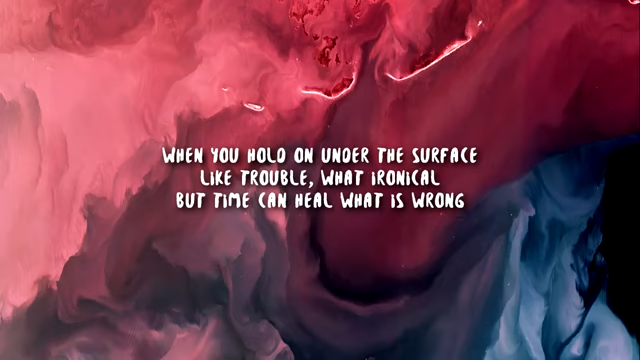 WHEN YOU HOLD ON UNDER THE SURFACE
LIKE TROUBLE, WHAT IRONICAL
BUT TIME CAN HEAL WHAT IS WRONG